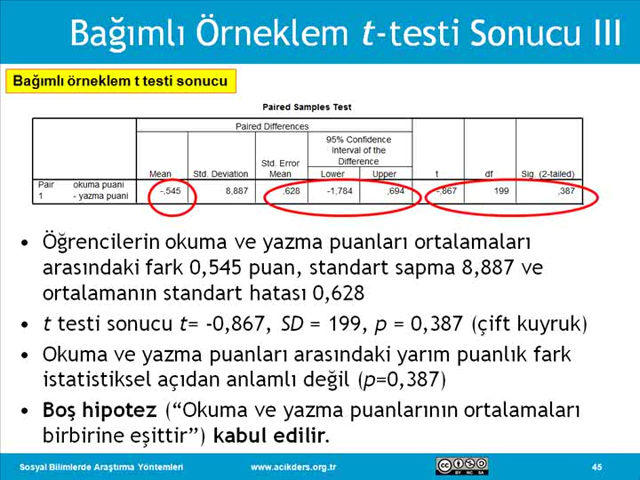 Bağımlı Örneklem t-testi Sonucu III
Bağımlı örneklem t testi sonucu
Paired Samples Test
Paired Differences
95% Confidence
Interval of the
Difference
Std. Error
Mean Std. Deviation Mean Lower Upper t df Sig. (2-tailed)
Pair okuma puani -,545 8,887 ,628 -1,784 ,694 -,867 199 ,387
1 - yazma puani
• Öğrencilerin okuma ve yazma puanları ortalamaları
arasındaki fark 0,545 puan, standart sapma 8,887 ve
ortalamanın standart hatası 0,628
• t testi sonucu t= -0,867, SD = 199, p = 0,387 (çift kuyruk)
• Okuma ve yazma puanları arasındaki yarım puanlık fark
istatistiksel açıdan anlamlı değil (p=0,387)
• Boş hipotez (“Okuma ve yazma puanlarının ortalamaları
birbirine eşittir”) kabul edilir.
Sosyal Bilimlerde Araştırma Yöntemleri www.acikders.org.tr cc BY NC SA 45